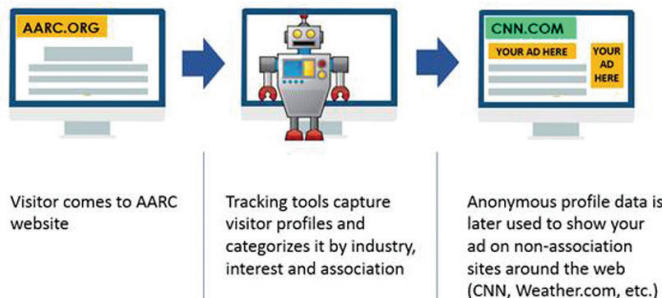 AARC.ORG
CNN.COM
YOUR AD HERE
YOUR
AD
HERE
Visitor comes to AARC
website
Tracking tools capture
visitor profiles and
categorizes it by industry,
interest and association
Anonymous profile data is
later used to show your
ad on non-association
sites around the web
(CNN, Weather.com, etc.)